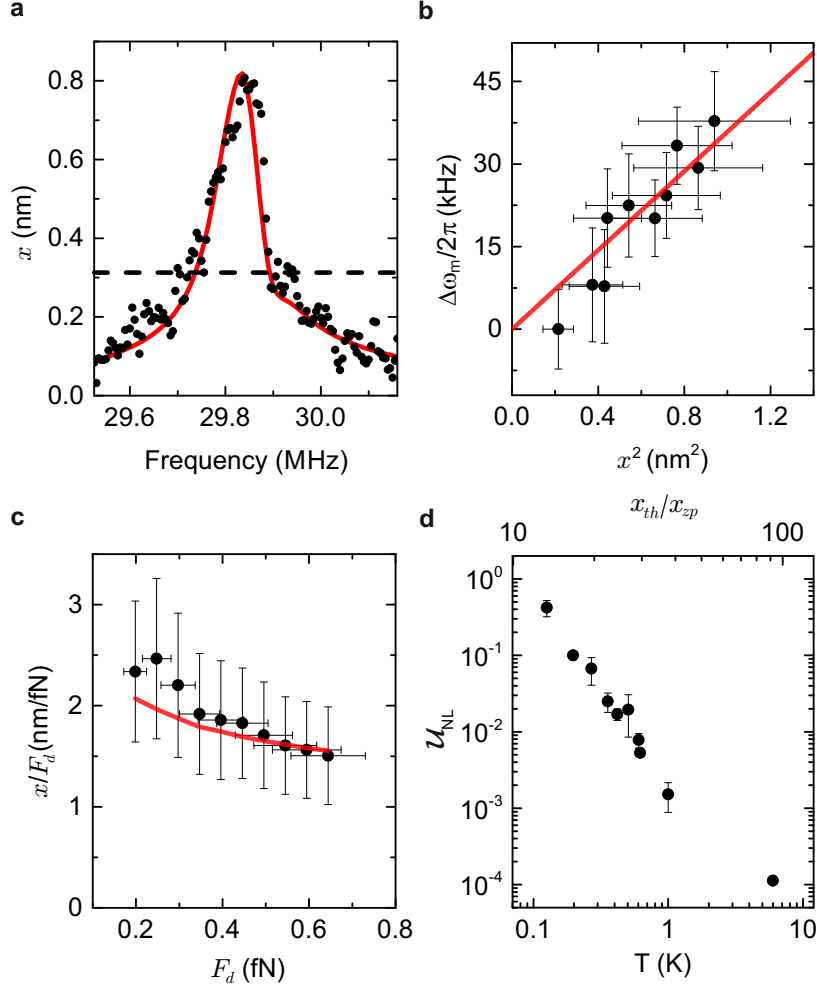 a
0.8
0.6
0.4
0.2
0.0
x (nm)
29.6 29.8 30.0
Frequency (MHz)
b
45
30
15
0
Δωm/2π (kHz)
0.0 0.4 0.8 1.2
x² (nm²)
c
3
2
1
0
x/Fd (nm/fN)
0.2 0.4 0.6 0.8
Fd (fN)
d
xth/xzp
10 100
10⁰
10⁻¹
10⁻²
10⁻³
10⁻⁴
𝒰NL
0.1 1 10
T (K)